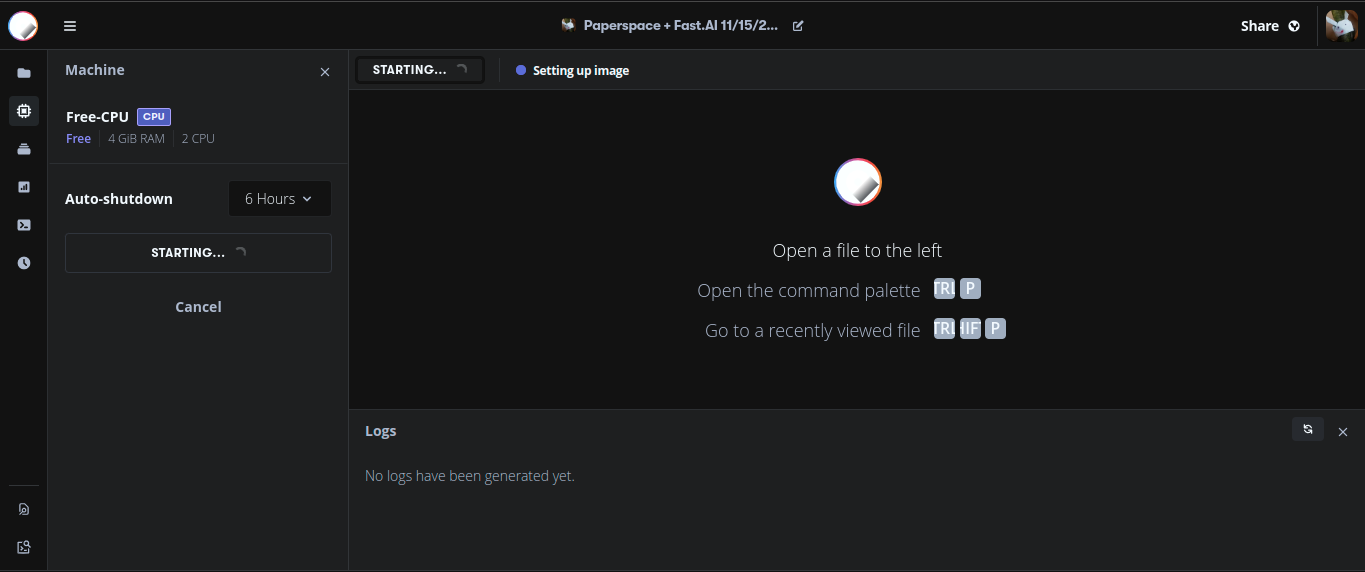 Paperspace + Fast.AI 11/15/2...
Share
Machine
STARTING...
Setting up image
Free-CPU CPU
Free 4 GiB RAM 2 CPU
Auto-shutdown 6 Hours
STARTING...
Cancel
Open a file to the left
Open the command palette TRL P
Go to a recently viewed file TRL HIF P
Logs
No logs have been generated yet.